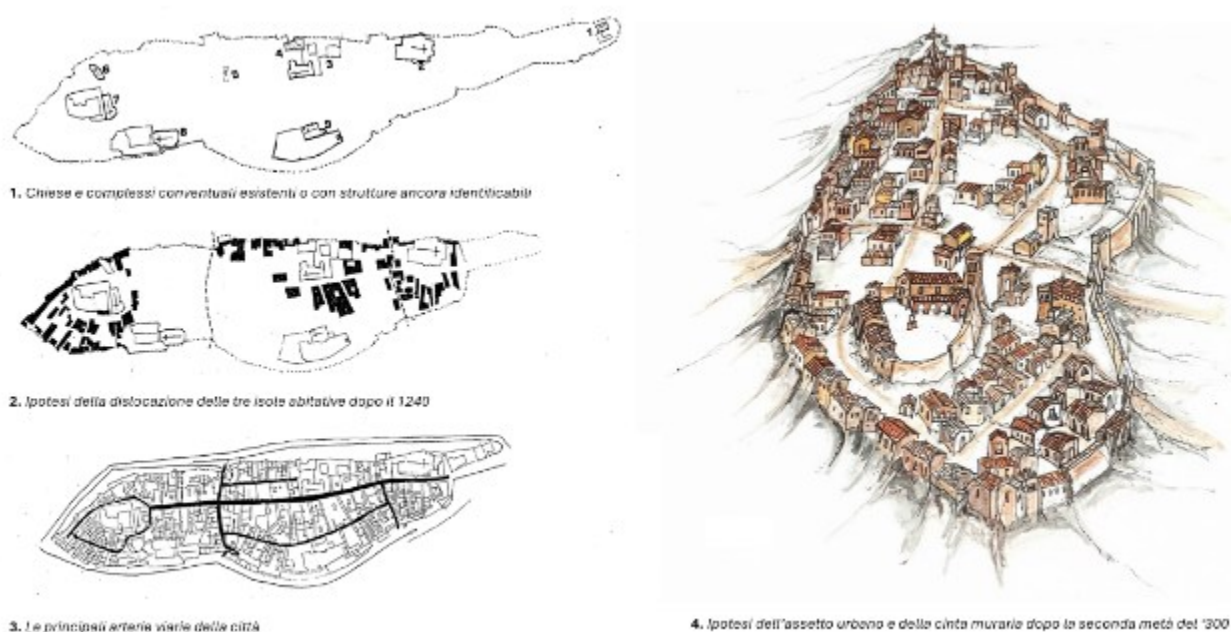 1. Chiese e complessi conventuali esistenti o con strutture ancora identificabili
2. Ipotesi della dislocazione delle tre isole abitative dopo il 1240
3. Le principali arterie viarie della città
4. Ipotesi dell'assetto urbano e della cinta muraria dopo la seconda metà del '300